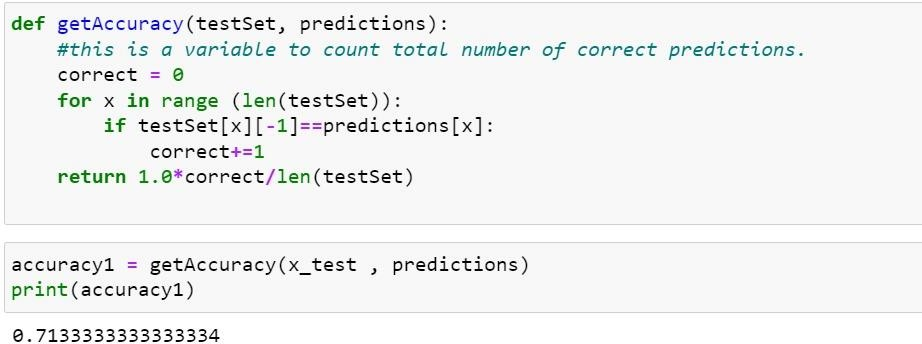 def getAccuracy(testSet, predictions):
    #this is a variable to count total number of correct predictions.
    correct = 0
    for x in range (len(testSet)):
        if testSet[x][-1]==predictions[x]:
            correct+=1
    return 1.0*correct/len(testSet)
accuracy1 = getAccuracy(x_test , predictions)
print(accuracy1)
0.7133333333333334